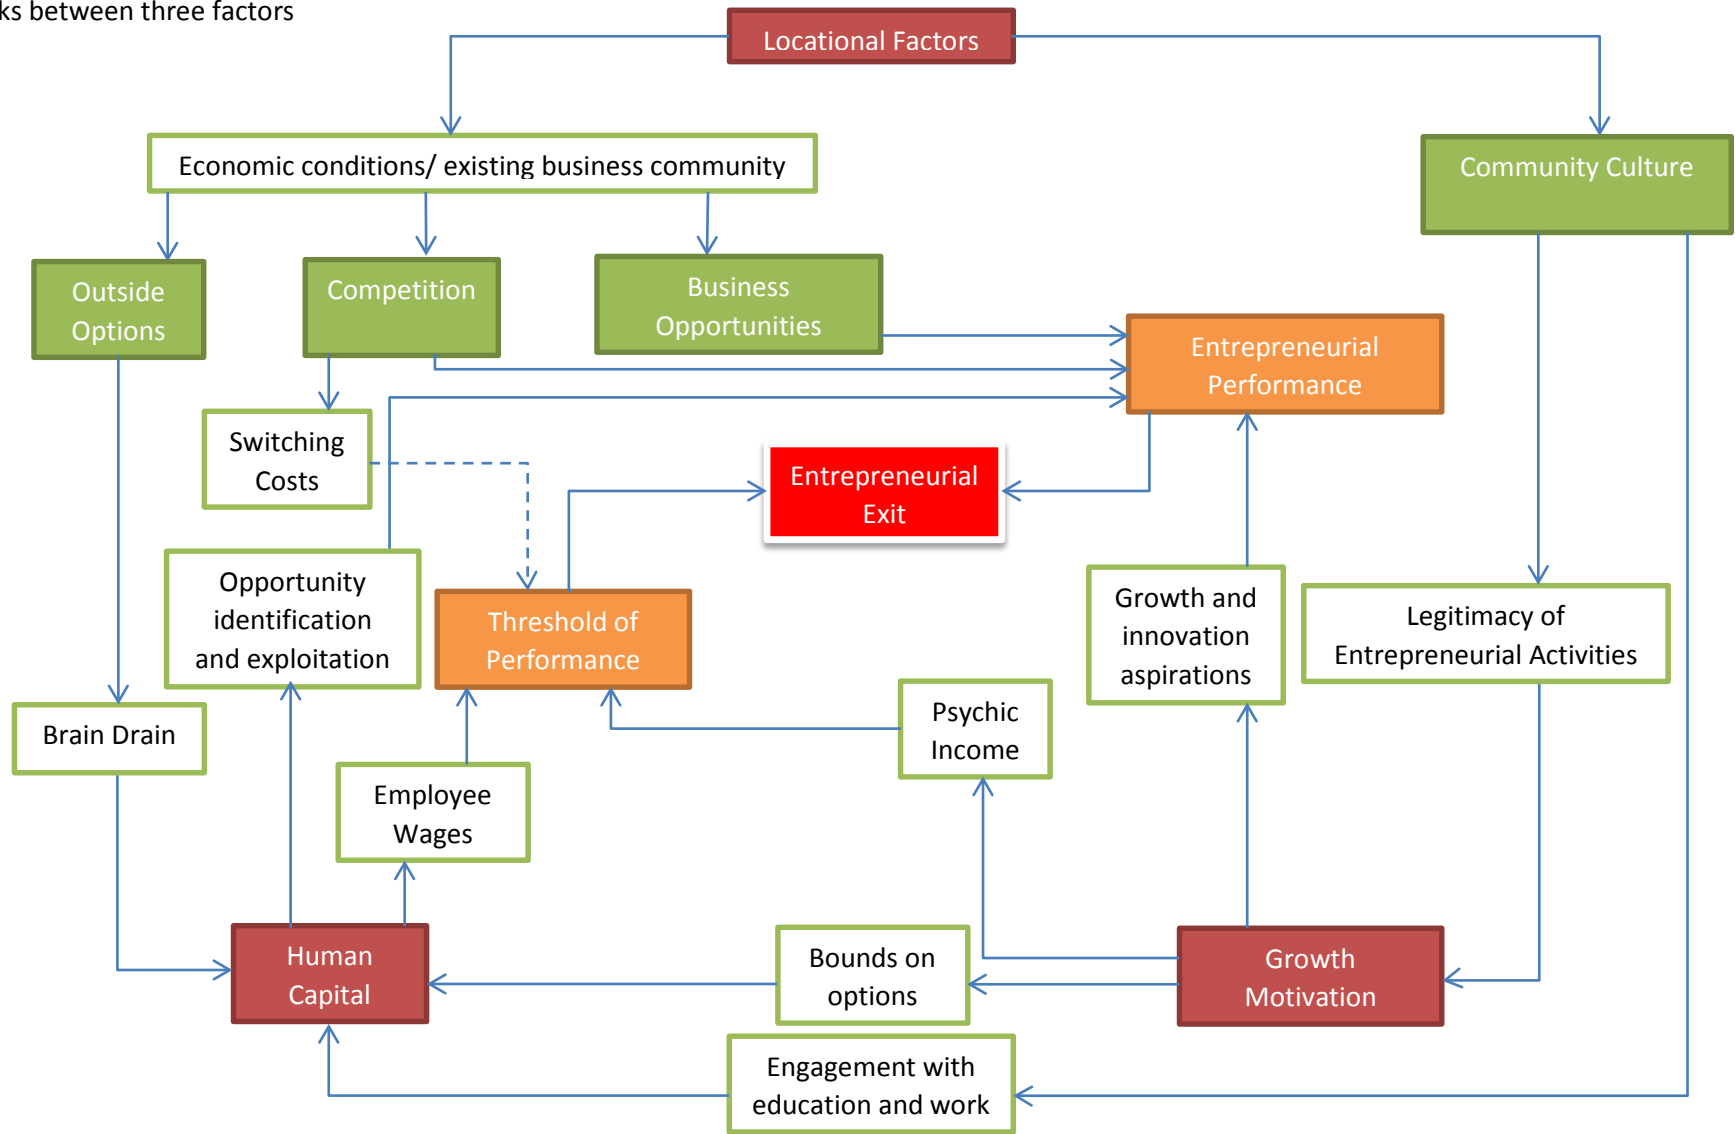 between three factors
Locational Factors
Economic conditions/ existing business community
Community Culture
Outside
Options
Competition
Business
Opportunities
Entrepreneurial
Performance
Switching
Costs
Entrepreneurial
Exit
Opportunity
identification
and exploitation
Threshold of
Performance
Growth and
innovation
aspirations
Legitimacy of
Entrepreneurial Activities
Brain Drain
Psychic
Income
Employee
Wages
Human
Capital
Bounds on
options
Growth
Motivation
Engagement with
education and work